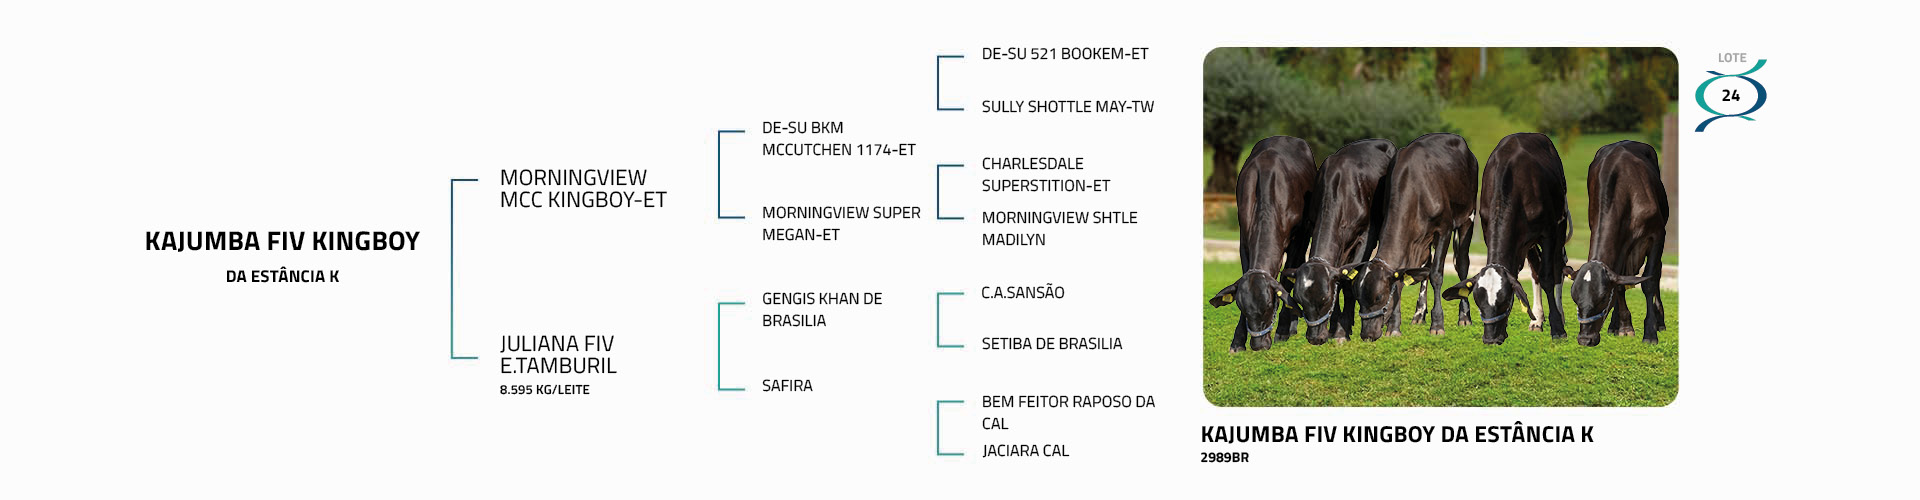 KAJUMBA FIV KINGBOY
DA ESTÂNCIA K
MORNINGVIEW
MCC KINGBOY-ET
JULIANA FIV
E.TAMBURIL
8.595 KG/LEITE
DE-SU BKM
MCCUTCHEN 1174-ET
MORNINGVIEW SUPER
MEGAN-ET
GENGIS KHAN DE
BRASILIA
SAFIRA
DE-SU 521 BOOKEM-ET
SULLY SHOTTLE MAY-TW
CHARLESDALE
SUPERSTITION-ET
MORNINGVIEW SHTLE
MADILYN
C.A.SANSÃO
SETIBA DE BRASILIA
BEM FEITOR RAPOSO DA
CAL
JACIARA CAL
LOTE
24
KAJUMBA FIV KINGBOY DA ESTÂNCIA K
2989BR